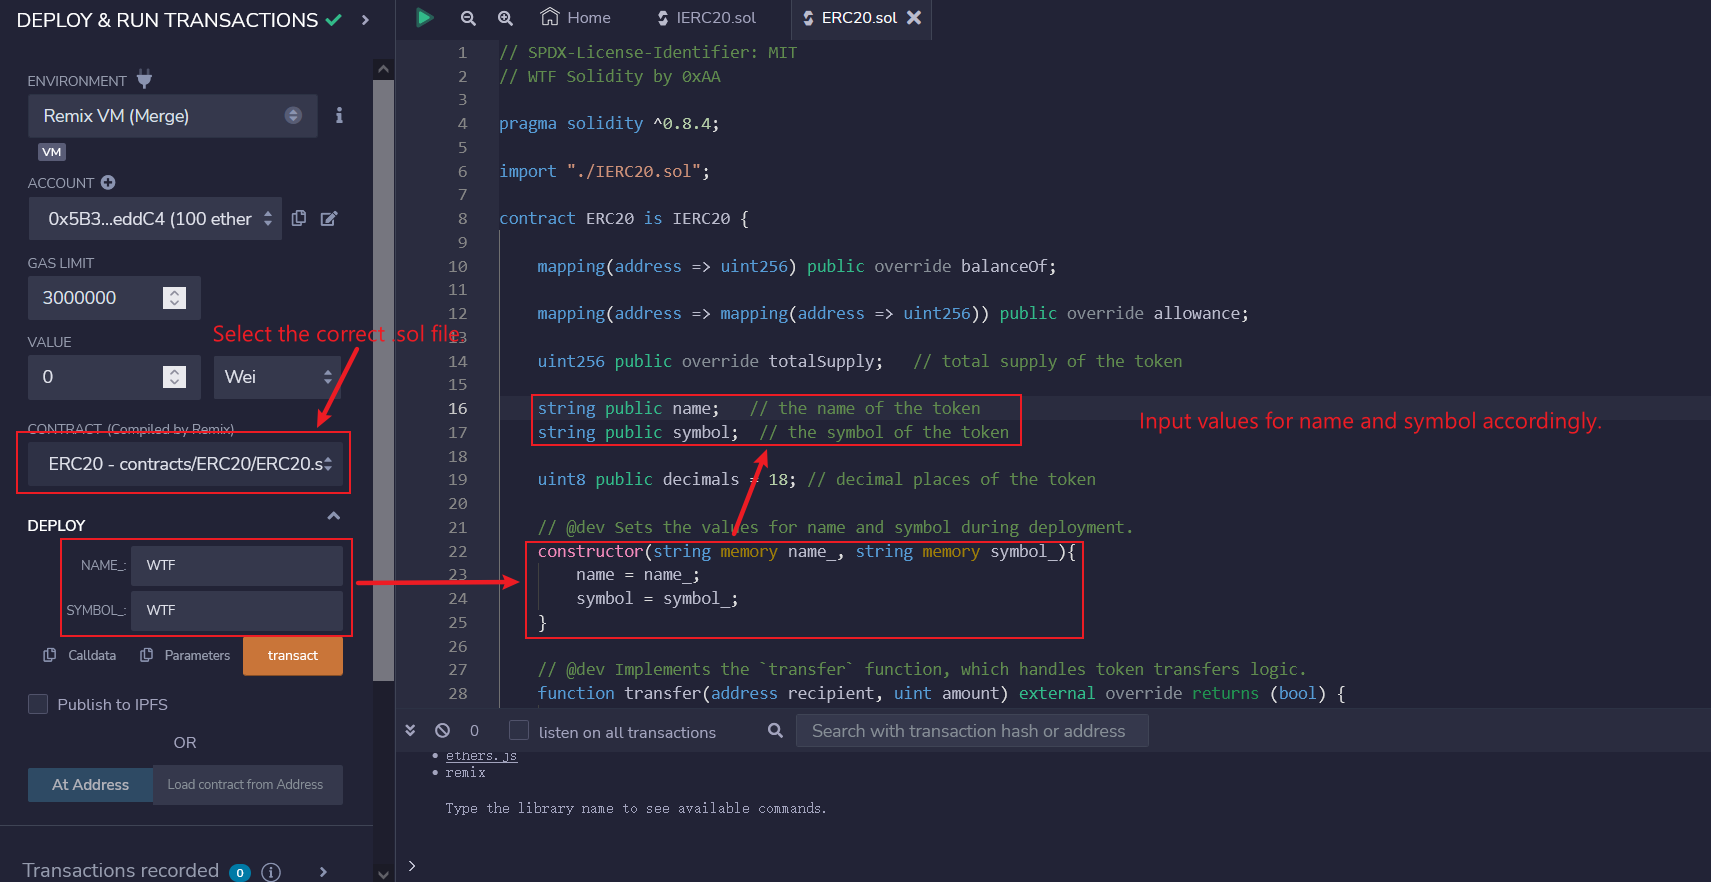 DEPLOY & RUN TRANSACTIONS
ENVIRONMENT
Remix VM (Merge)
VM
ACCOUNT
0x5B3...eddC4 (100 ether
GAS LIMIT
3000000
Select the correct .sol file
VALUE
0
Wei
CONTRACT (Compiled by Remix)
ERC20 - contracts/ERC20/ERC20.s
DEPLOY
NAME_: WTF
SYMBOL_: WTF
Calldata Parameters transact
Publish to IPFS
OR
At Address Load contract from Address
Transactions recorded 0 i
Home IERC20.sol ERC20.sol
1 // SPDX-License-Identifier: MIT
2 // WTF Solidity by 0xAA
3
4 pragma solidity ^0.8.4;
5
6 import "./IERC20.sol";
7
8 contract ERC20 is IERC20 {
9
10 mapping(address => uint256) public override balanceOf;
11
12 mapping(address => mapping(address => uint256)) public override allowance;
13
14 uint256 public override totalSupply; // total supply of the token
15
16 string public name; // the name of the token
17 string public symbol; // the symbol of the token
Input values for name and symbol accordingly.
18
19 uint8 public decimals = 18; // decimal places of the token
20
21 // @dev Sets the values for name and symbol during deployment.
22 constructor(string memory name_, string memory symbol_){
23 name = name_;
24 symbol = symbol_;
25 }
26
27 // @dev Implements the `transfer` function, which handles token transfers logic.
28 function transfer(address recipient, uint amount) external override returns (bool) {
0 listen on all transactions Search with transaction hash or address
• ethers.js
• remix
Type the library name to see available commands.
>